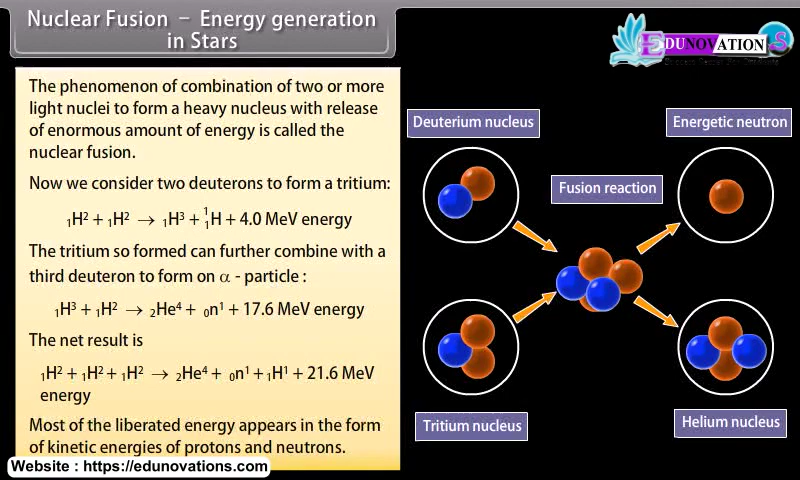 Nuclear Fusion – Energy generation
in Stars
EDUNOVATION S
The phenomenon of combination of two or more
light nuclei to form a heavy nucleus with release
of enormous amount of energy is called the
nuclear fusion.
Now we consider two deuterons to form a tritium:
₁H² + ₁H² → ₁H³ + ¹₁H + 4.0 MeV energy
The tritium so formed can further combine with a
third deuteron to form on α - particle :
₁H³ + ₁H² → ₂He⁴ + ₀n¹ + 17.6 MeV energy
The net result is
₁H² + ₁H² + ₁H² → ₂He⁴ + ₀n¹ + ₁H¹ + 21.6 MeV
energy
Most of the liberated energy appears in the form
of kinetic energies of protons and neutrons.
Website : https://edunovations.com
Deuterium nucleus
Energetic neutron
Fusion reaction
Tritium nucleus
Helium nucleus